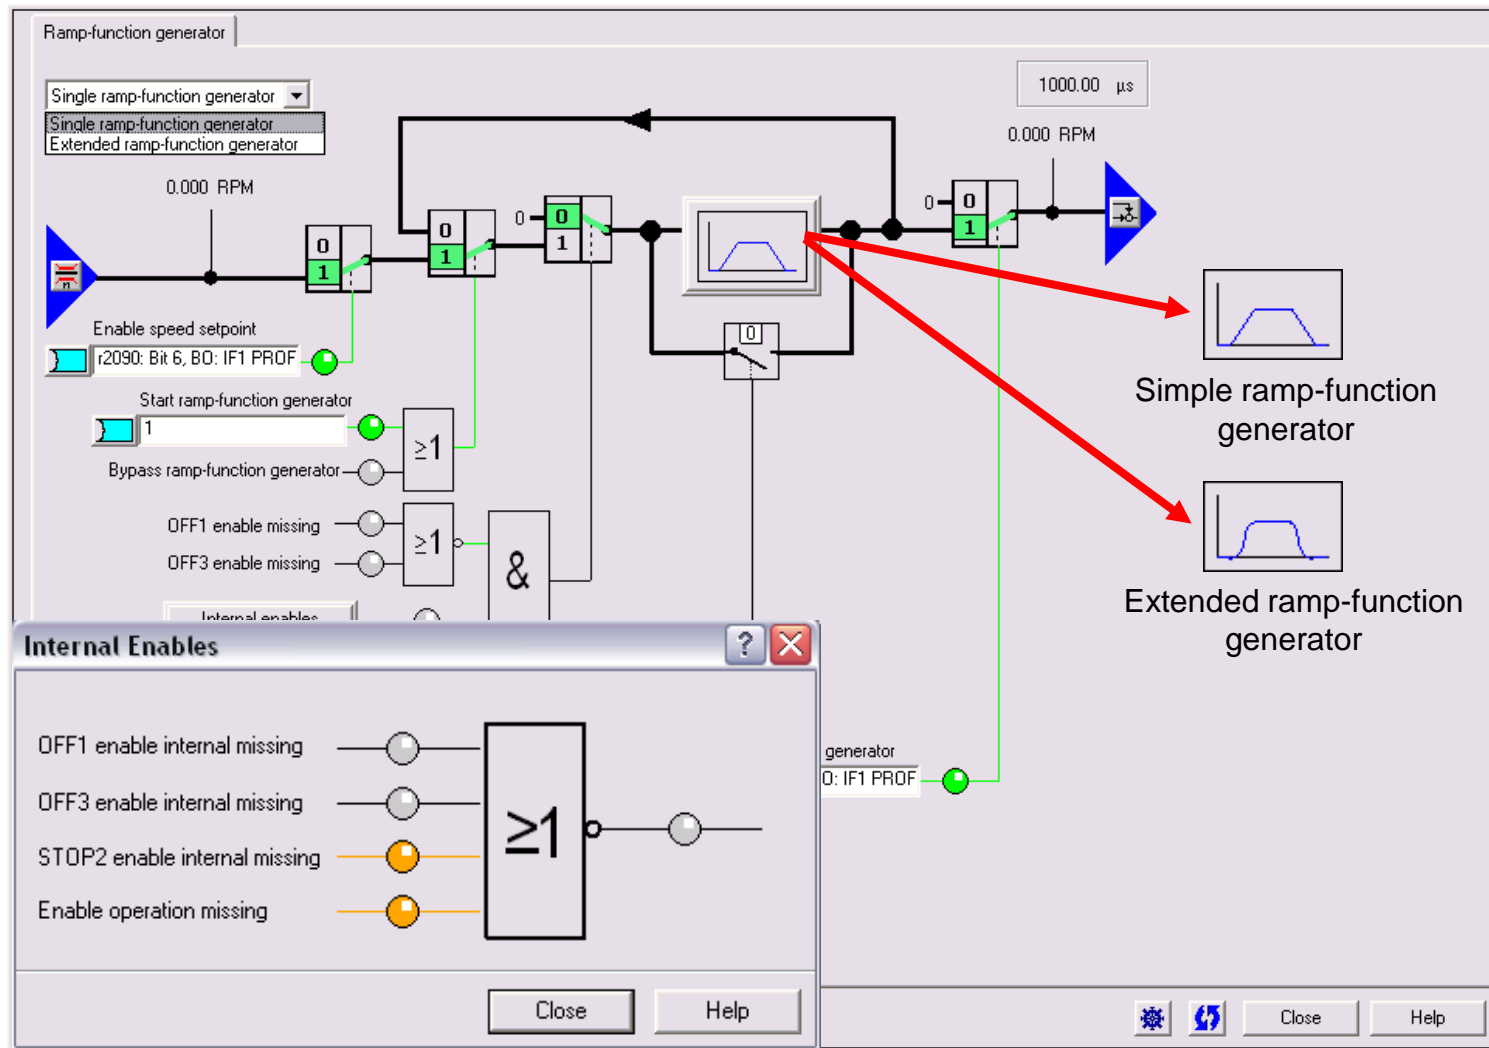 Ramp-function generator
Single ramp-function generator
Single ramp-function generator
Extended ramp-function generator
1000.00 µs
0.000 RPM
0.000 RPM
0
1
0
1
0
0
1
0
0
1
Enable speed setpoint
r2090: Bit 6, BO: IF1 PROF
0
Start ramp-function generator
1
≥1
Bypass ramp-function generator
OFF1 enable missing
≥1
OFF3 enable missing
&
Internal enables
Simple ramp-function
generator
Extended ramp-function
generator
Internal Enables
?
OFF1 enable internal missing
OFF3 enable internal missing
≥1
STOP2 enable internal missing
Enable operation missing
Close
Help
generator
O: IF1 PROF
Close
Help